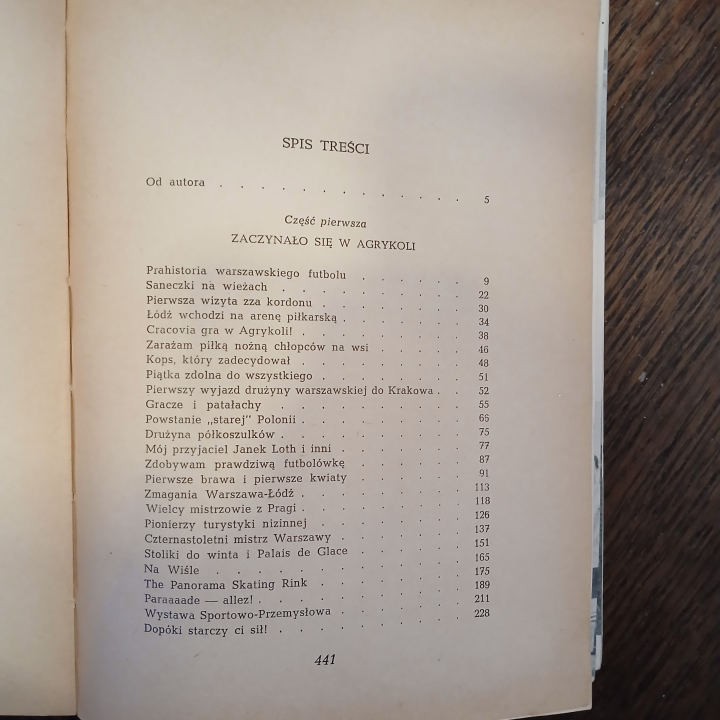 SPIS TREŚCI
Od autora . . . . . . . . . . . . . 5
Część pierwsza
ZACZYNAŁO SIĘ W AGRYKOLI
Prahistoria warszawskiego futbolu . . . . . . 9
Saneczki na wieżach . . . . . . . . . 22
Pierwsza wizyta zza kordonu . . . . . . . . 30
Łódź wchodzi na arenę piłkarską . . . . . . . 34
Cracovia gra w Agrykoli! . . . . . . . . 38
Zarażam piłką nożną chłopców na wsi . . . . . 46
Kops, który zadecydował . . . . . . . . 48
Piątka zdolna do wszystkiego . . . . . . . 51
Pierwszy wyjazd drużyny warszawskiej do Krakowa . . 52
Gracze i patałachy . . . . . . . . . 55
Powstanie „starej" Polonii . . . . . . . . 66
Drużyna półkoszulków . . . . . . . . . 75
Mój przyjaciel Janek Loth i inni . . . . . . 77
Zdobywam prawdziwą futbolówkę . . . . . . 87
Pierwsze brawa i pierwsze kwiaty . . . . . . 91
Zmagania Warszawa-Łódź . . . . . . . . 113
Wielcy mistrzowie z Pragi . . . . . . . . 118
Pionierzy turystyki nizinnej . . . . . . . 126
Czternastoletni mistrz Warszawy . . . . . . 137
Stoliki do winta i Palais de Glace . . . . . . 151
Na Wiśle . . . . . . . . . . . 165
The Panorama Skating Rink . . . . . . . 175
Paraaaade — allez! . . . . . . . . . . 189
Wystawa Sportowo-Przemysłowa . . . . . . 211
Dopóki starczy ci sił! . . . . . . . . . 228
441